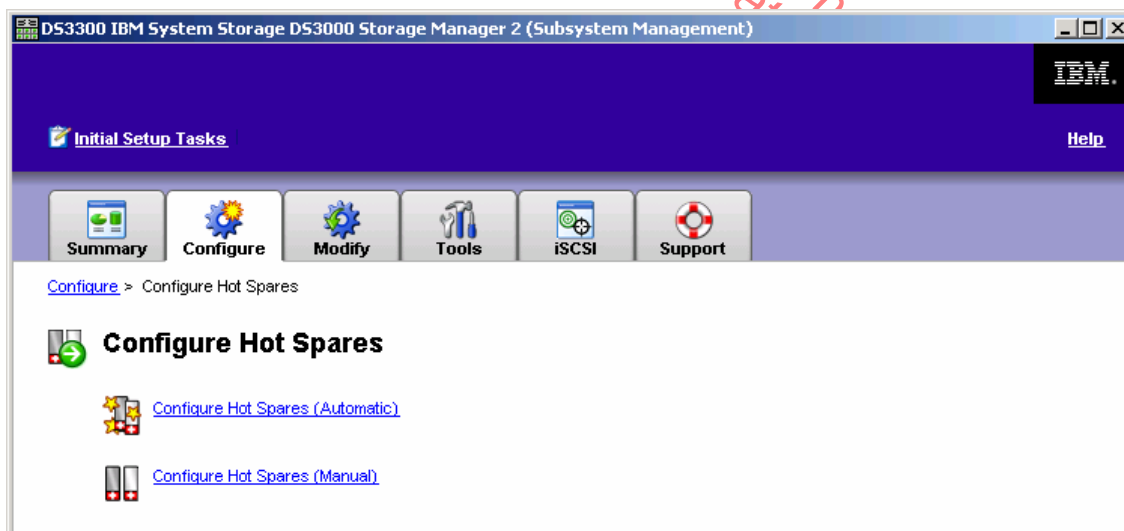 DS3300 IBM System Storage DS3000 Storage Manager 2 (Subsystem Management)
IBM.
Initial Setup Tasks
Help
Summary
Configure
Modify
Tools
iSCSI
Support
Configure > Configure Hot Spares
Configure Hot Spares
Configure Hot Spares (Automatic)
Configure Hot Spares (Manual)